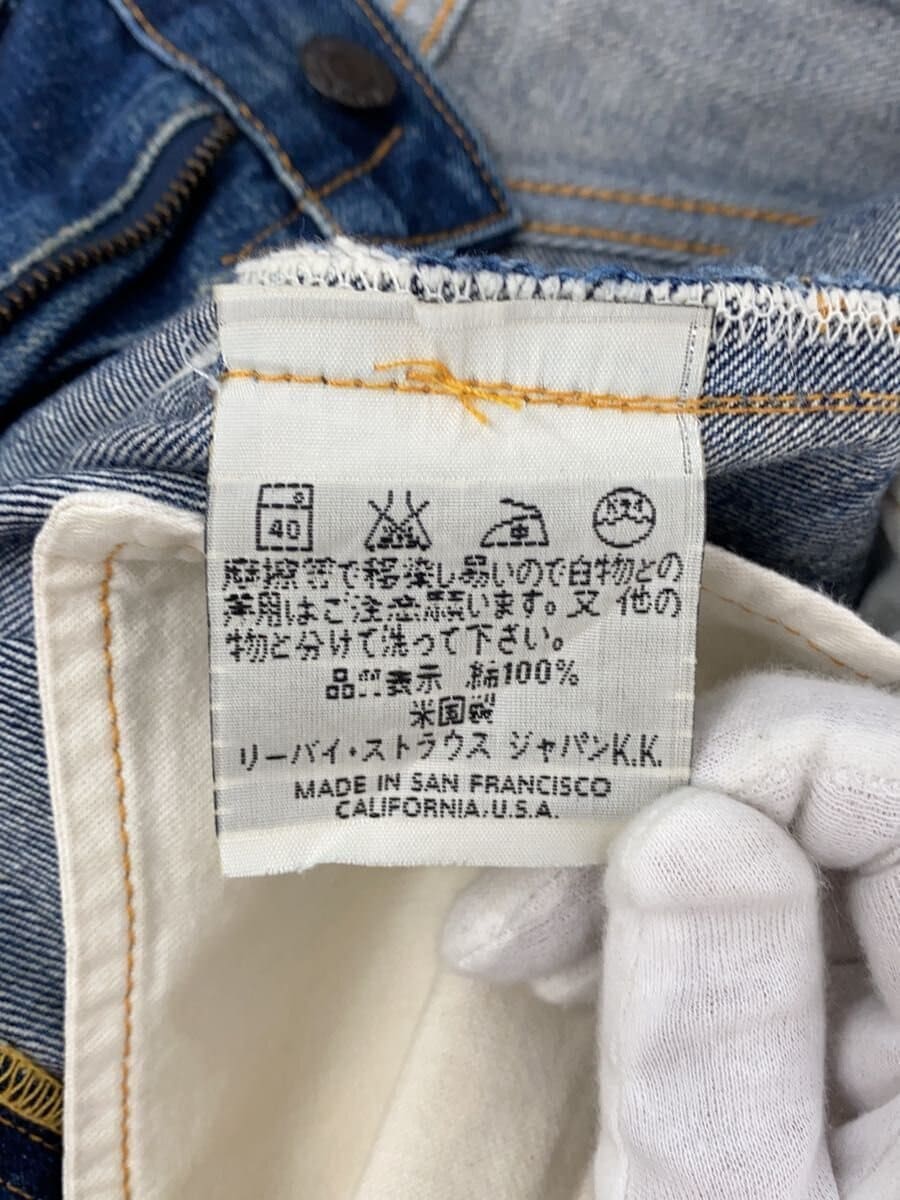 40
摩擦等で移染し易いので白物との
兼用はご注意願います。又 他の
物と分けて洗って下さい。
品質表示 綿100%
米国製
リーバイ・ストラウス ジャパンK.K.
MADE IN SAN FRANCISCO
CALIFORNIA,U.S.A.